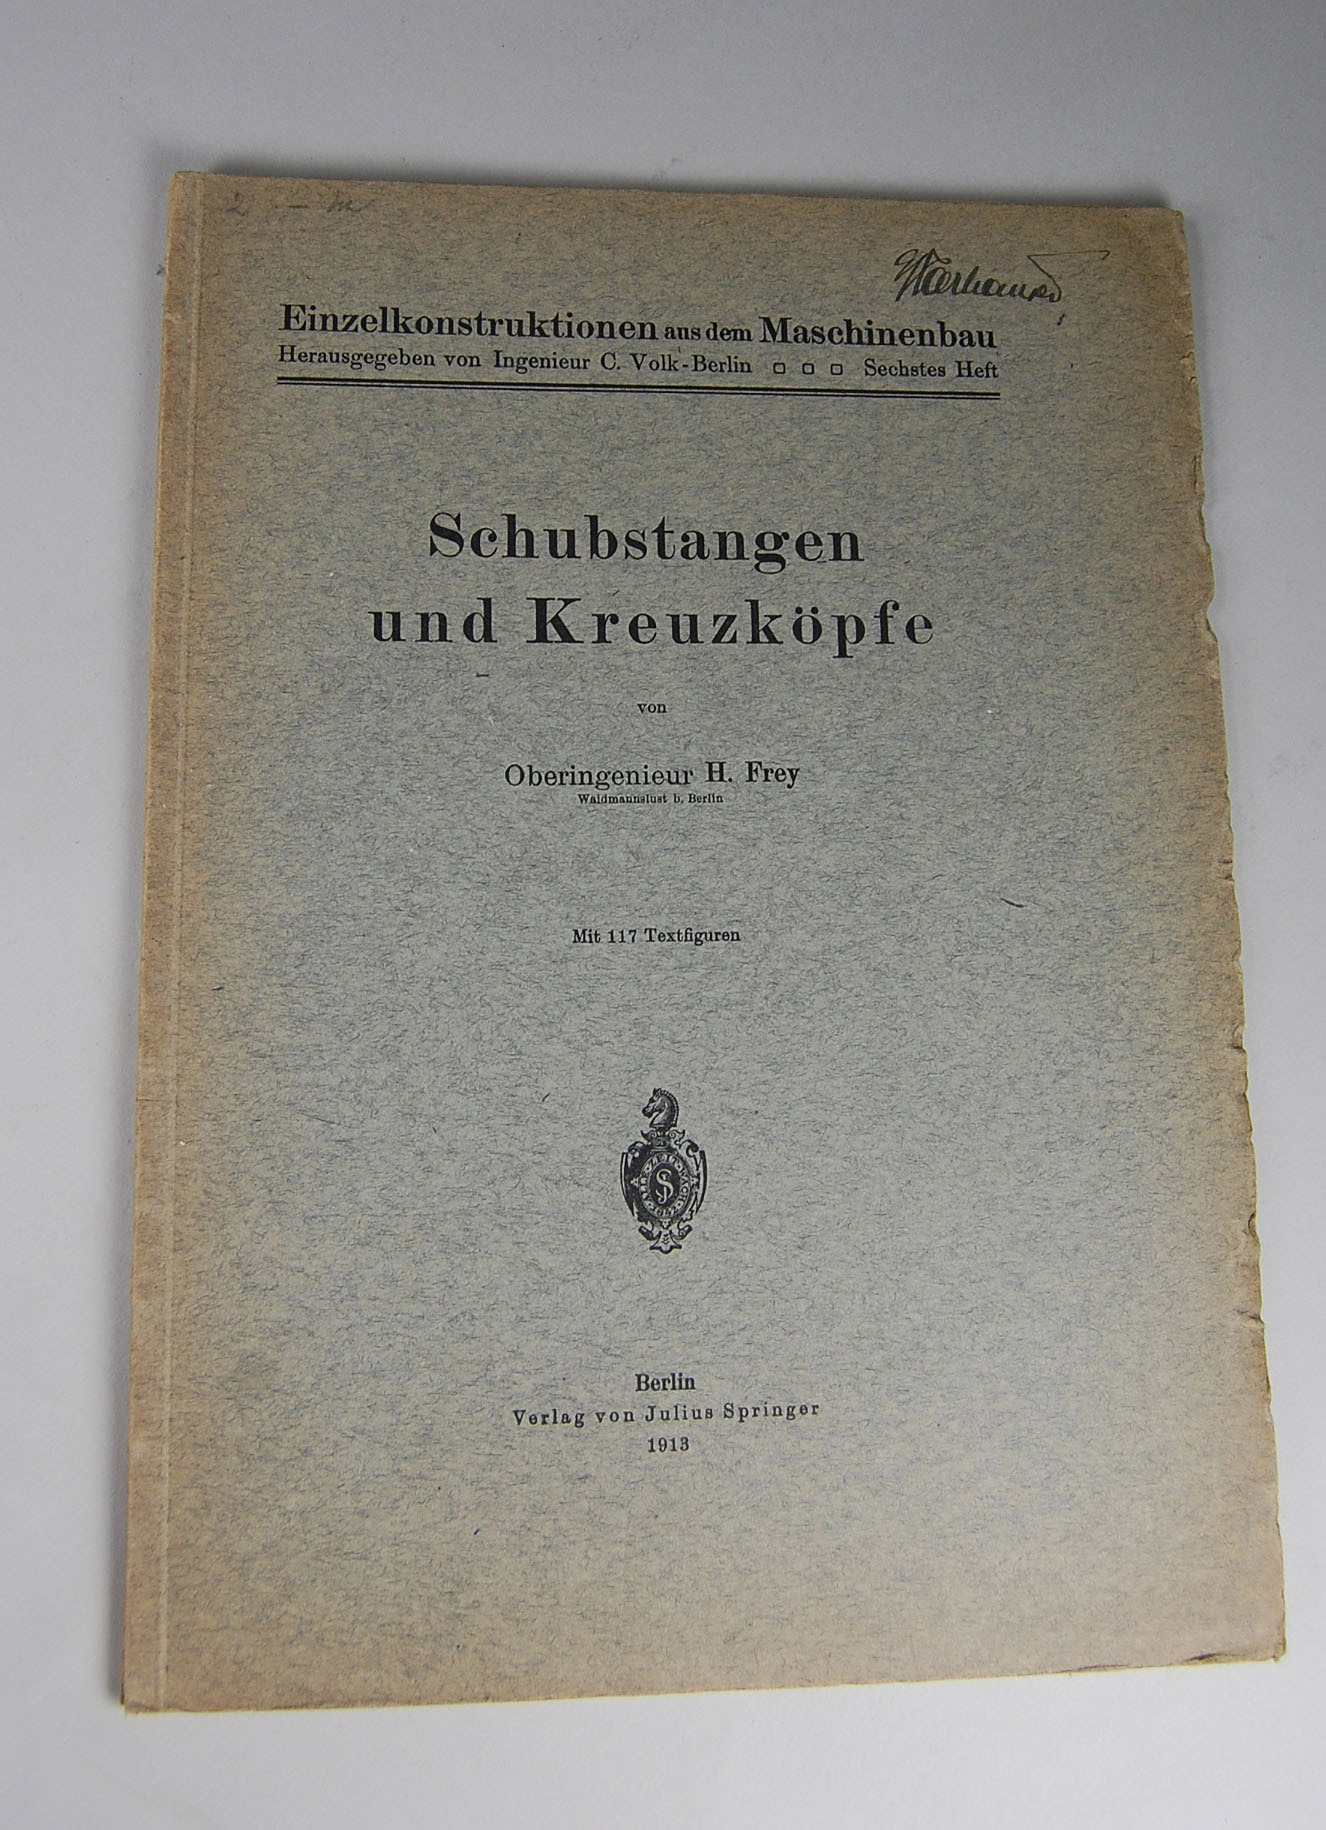 Einzelkonstruktionen aus dem Maschinenbau
Herausgegeben von Ingenieur C. Volk-Berlin □ □ □ Sechstes Heft
Schubstangen
und Kreuzköpfe
von
Oberingenieur H. Frey
Waidmannslust b. Berlin
Mit 117 Textfiguren
Berlin
Verlag von Julius Springer
1913